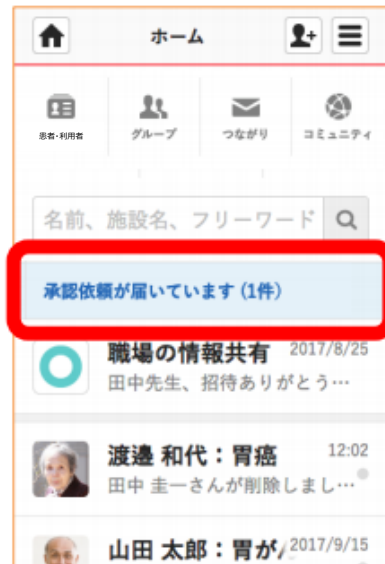 ホーム
患者・利用者
グループ
つながり
コミュニティ
名前、施設名、フリーワード
承認依頼が届いています (1件)
職場の情報共有 2017/8/25
田中先生、招待ありがとう…
渡邊 和代：胃癌 12:02
田中 圭一さんが削除しまし…
山田 太郎：胃が 2017/9/15